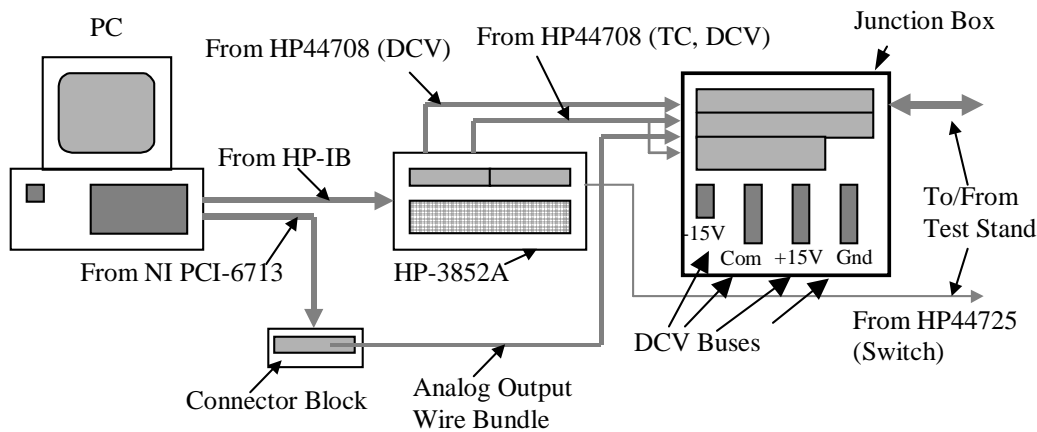 PC
From HP44708 (DCV)
From HP44708 (TC, DCV)
Junction Box
From HP-IB
To/From
Test Stand
-15V
Com
+15V
Gnd
From NI PCI-6713
HP-3852A
From HP44725
(Switch)
DCV Buses
Connector Block
Analog Output
Wire Bundle